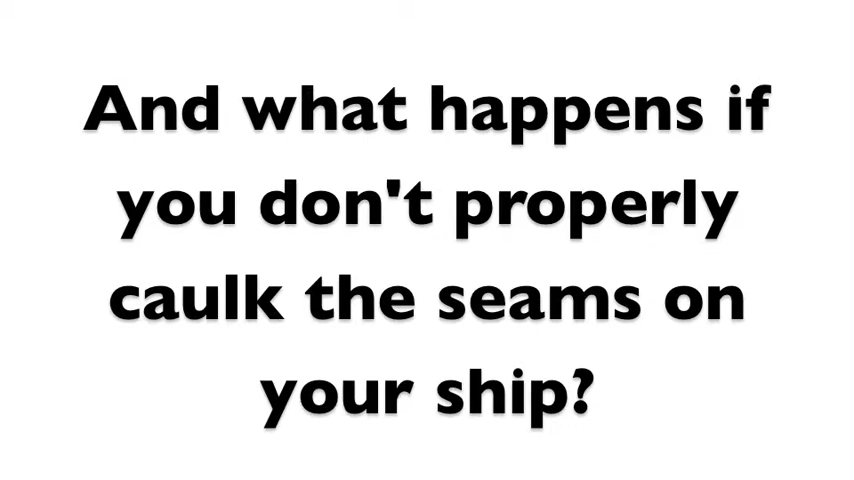 And what happens if
you don't properly
caulk the seams on
your ship?